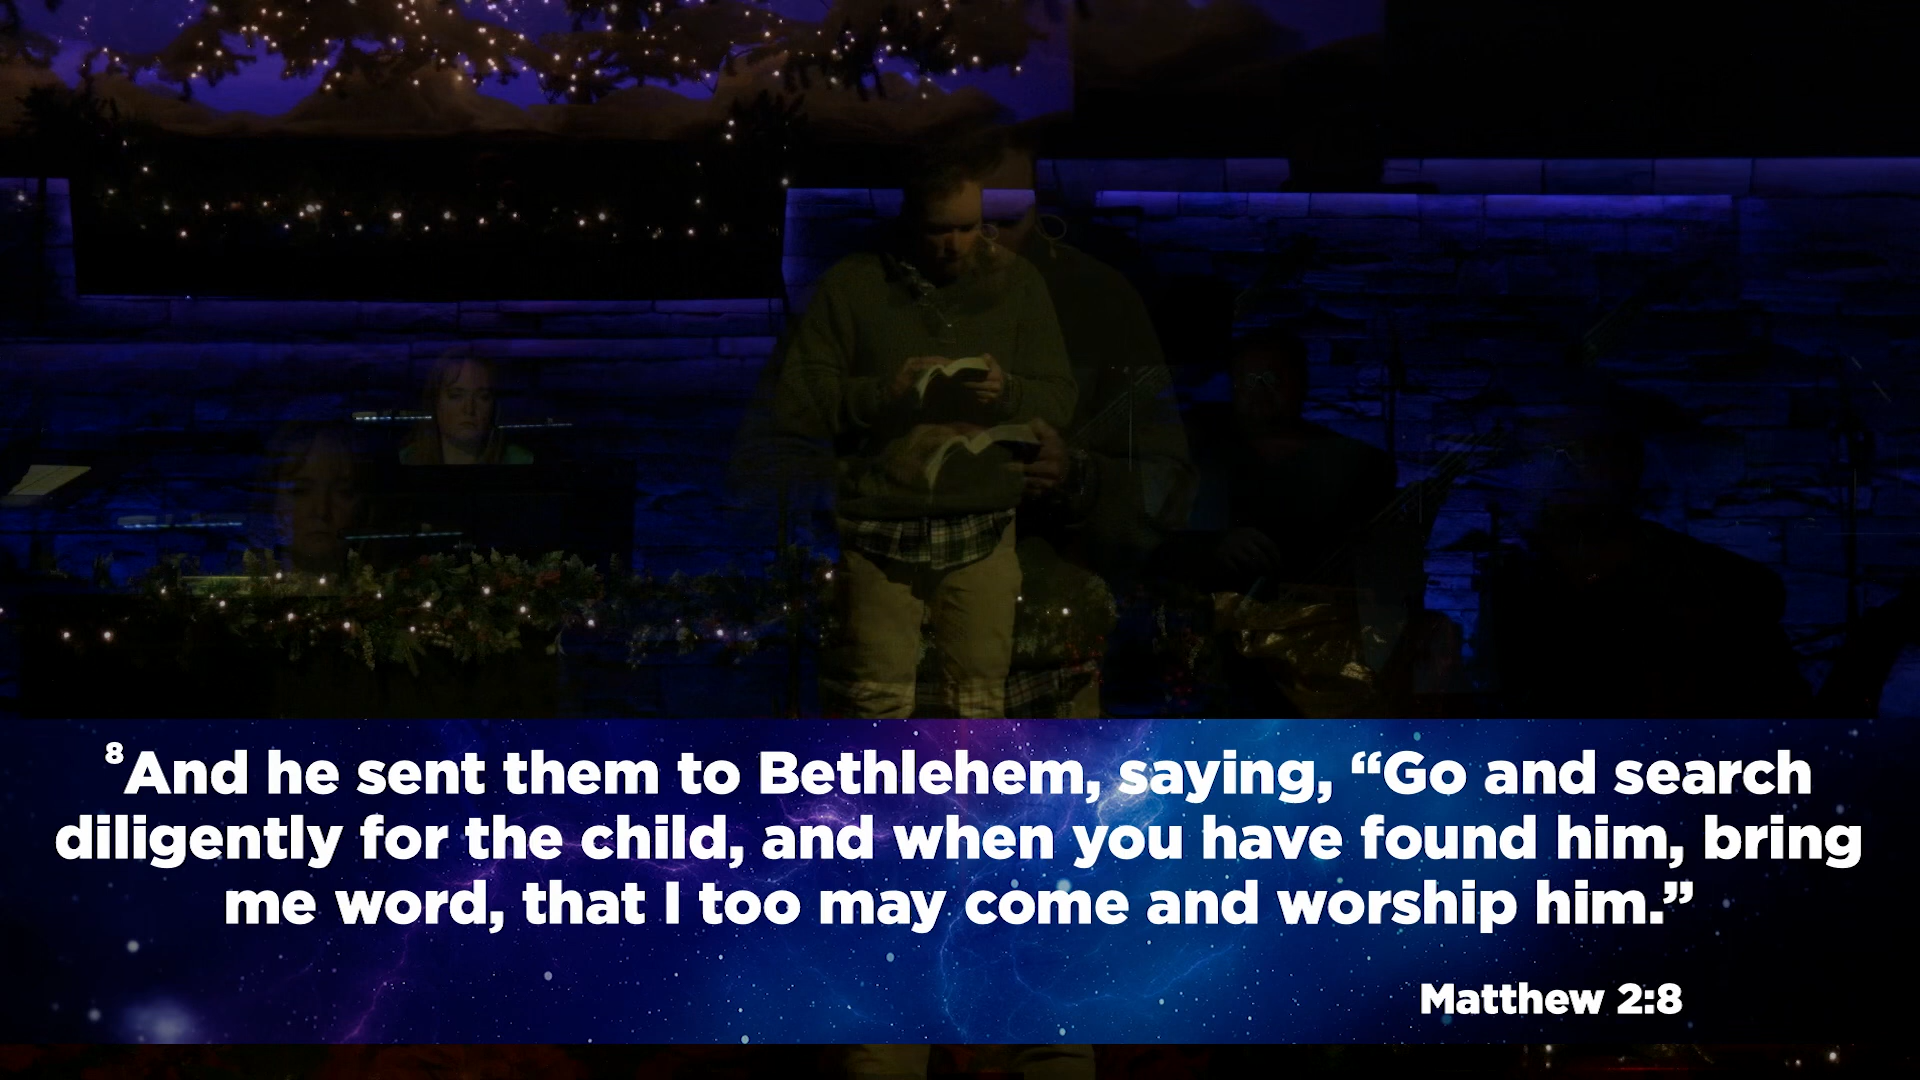 ⁸And he sent them to Bethlehem, saying, “Go and search
diligently for the child, and when you have found him, bring
me word, that I too may come and worship him.”
Matthew 2:8